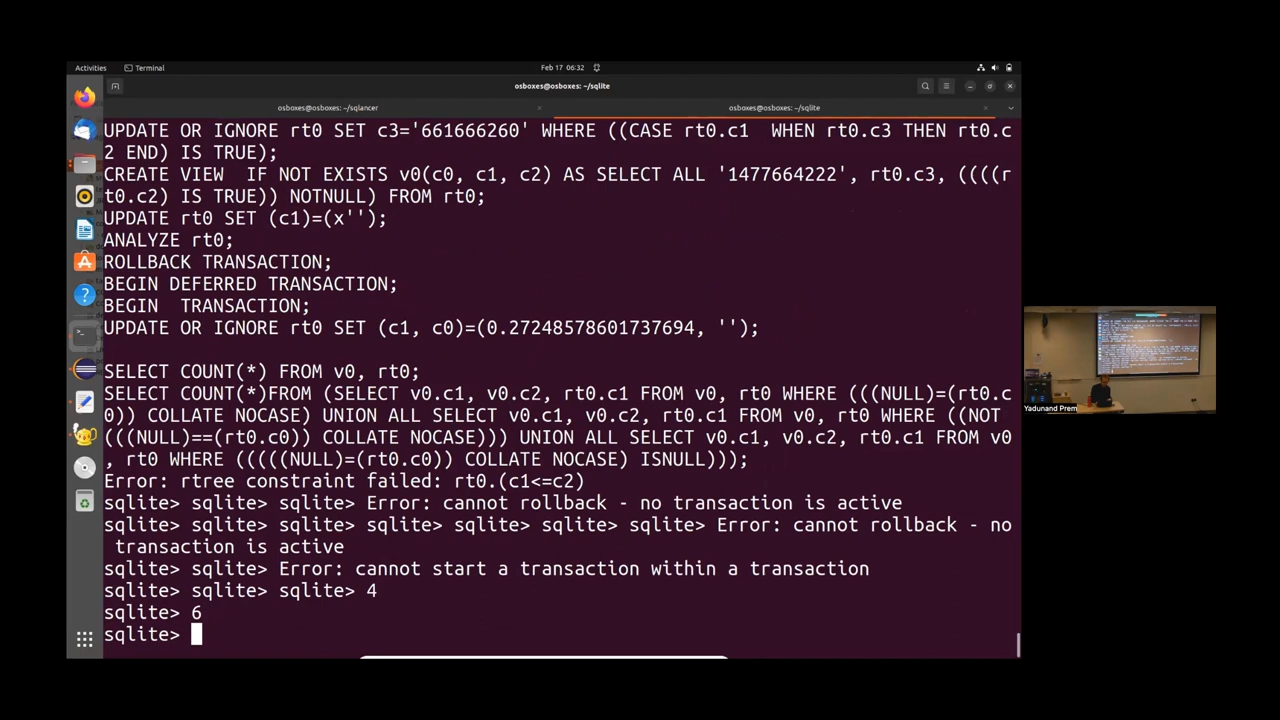 Activities
Terminal
Feb 17 06:32
osboxes@osboxes: ~/sqlite
osboxes@osboxes: ~/sqlancer
osboxes@osboxes: ~/sqlite
UPDATE OR IGNORE rt0 SET c3='661666260' WHERE ((CASE rt0.c1  WHEN rt0.c3 THEN rt0.c
2 END) IS TRUE);
CREATE VIEW  IF NOT EXISTS v0(c0, c1, c2) AS SELECT ALL '1477664222', rt0.c3, ((((r
t0.c2) IS TRUE)) NOTNULL) FROM rt0;
UPDATE rt0 SET (c1)=(x'');
ANALYZE rt0;
ROLLBACK TRANSACTION;
BEGIN DEFERRED TRANSACTION;
BEGIN  TRANSACTION;
UPDATE OR IGNORE rt0 SET (c1, c0)=(0.27248578601737694, '');
SELECT COUNT(*) FROM v0, rt0;
SELECT COUNT(*)FROM (SELECT v0.c1, v0.c2, rt0.c1 FROM v0, rt0 WHERE (((NULL)=(rt0.c
0)) COLLATE NOCASE) UNION ALL SELECT v0.c1, v0.c2, rt0.c1 FROM v0, rt0 WHERE ((NOT
(((NULL)==(rt0.c0)) COLLATE NOCASE))) UNION ALL SELECT v0.c1, v0.c2, rt0.c1 FROM v0
, rt0 WHERE (((((NULL)=(rt0.c0)) COLLATE NOCASE) ISNULL)));
Error: rtree constraint failed: rt0.(c1<=c2)
sqlite> sqlite> sqlite> Error: cannot rollback - no transaction is active
sqlite> sqlite> sqlite> sqlite> sqlite> sqlite> sqlite> Error: cannot rollback - no
transaction is active
sqlite> sqlite> Error: cannot start a transaction within a transaction
sqlite> sqlite> sqlite> 4
sqlite> 6
sqlite>
Yadunand Prem